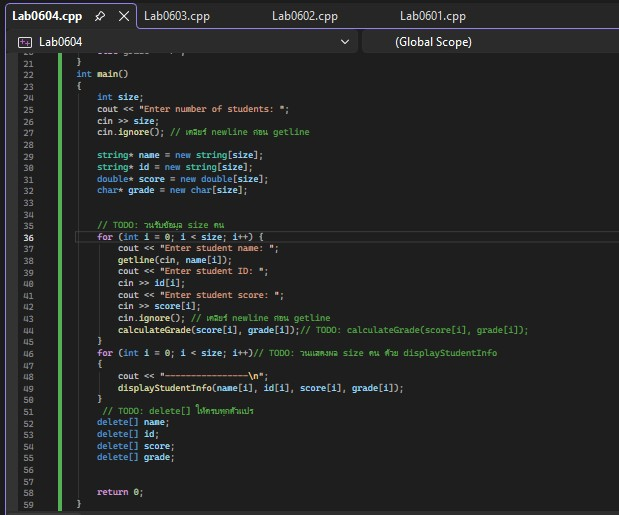 Lab0604.cpp Lab0603.cpp Lab0602.cpp Lab0601.cpp
Lab0604 (Global Scope)
21 }
22 int main()
23 {
24 int size;
25 cout << "Enter number of students: ";
26 cin >> size;
27 cin.ignore(); // เคลียร์ newline ก่อน getline
28
29 string* name = new string[size];
30 string* id = new string[size];
31 double* score = new double[size];
32 char* grade = new char[size];
33
34
35 // TODO: วนรับข้อมูล size คน
36 for (int i = 0; i < size; i++) {
37 cout << "Enter student name: ";
38 getline(cin, name[i]);
39 cout << "Enter student ID: ";
40 cin >> id[i];
41 cout << "Enter student score: ";
42 cin >> score[i];
43 cin.ignore(); // เคลียร์ newline ก่อน getline
44 calculateGrade(score[i], grade[i]);// TODO: calculateGrade(score[i], grade[i]);
45 }
46 for (int i = 0; i < size; i++)// TODO: วนแสดงผล size คน ด้วย displayStudentInfo
47 {
48 cout << "----------------\n";
49 displayStudentInfo(name[i], id[i], score[i], grade[i]);
50 }
51 // TODO: delete[] ให้ครบทุกตัวแปร
52 delete[] name;
53 delete[] id;
54 delete[] score;
55 delete[] grade;
56
57
58 return 0;
59 }